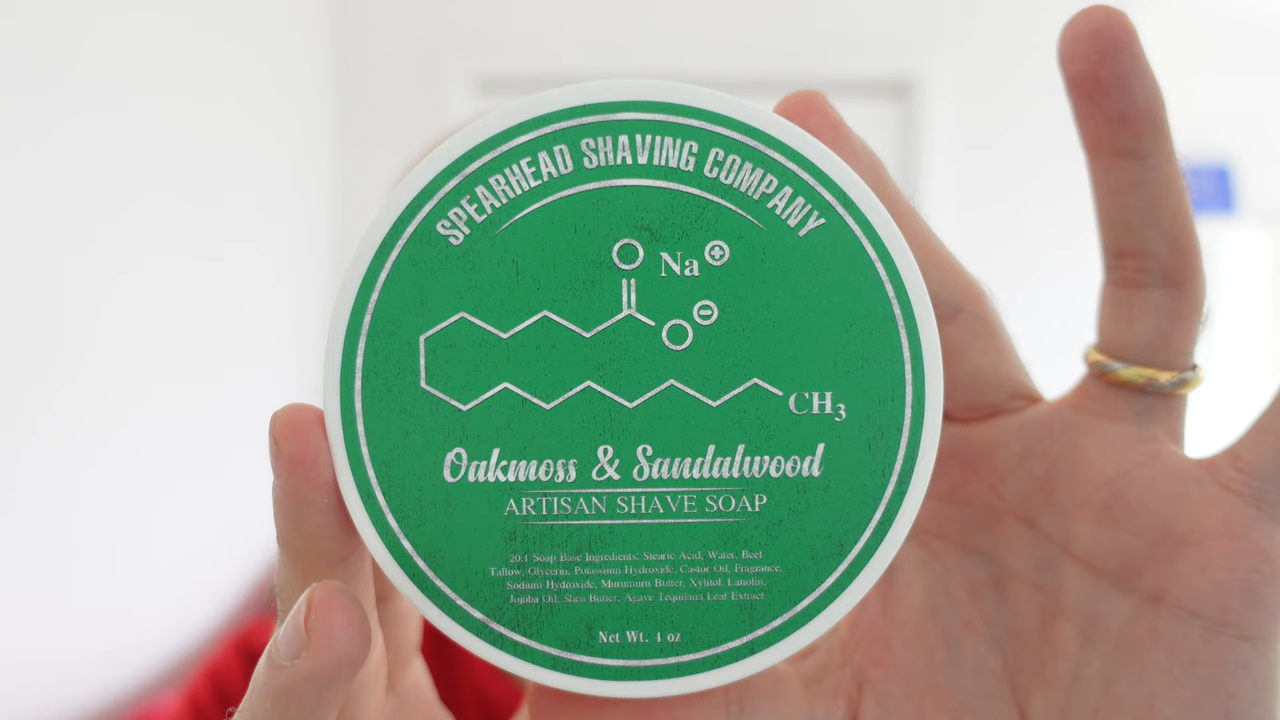 SPEARHEAD SHAVING COMPANY
O Na⊕
O⊖
CH₃
Oakmoss & Sandalwood
ARTISAN SHAVE SOAP
20.1 Soap Base Ingredients: Stearic Acid, Water, Beef
Tallow, Glycerin, Potassium Hydroxide, Castor Oil, Fragrance,
Sodium Hydroxide, Murumuru Butter, Xylitol, Lanolin,
Jojoba Oil, Shea Butter, Agave Tequilana Leaf Extract
Net Wt. 4 oz